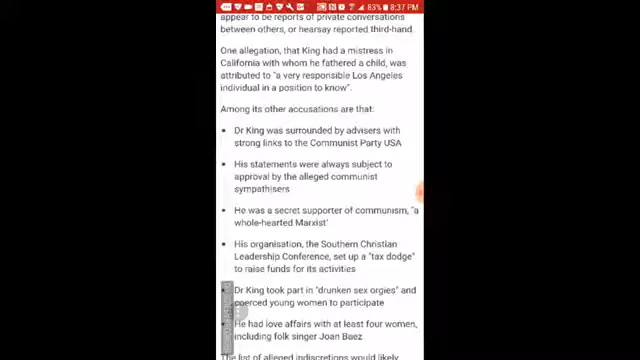 83% 8:37 PM
appear to be reports of private conversations
between others, or hearsay reported third-hand.
One allegation, that King had a mistress in
California with whom he fathered a child, was
attributed to "a very responsible Los Angeles
individual in a position to know".
Among its other accusations are that:
• Dr King was surrounded by advisers with
strong links to the Communist Party USA
• His statements were always subject to
approval by the alleged communist
sympathisers
• He was a secret supporter of communism, "a
whole-hearted Marxist'
• His organisation, the Southern Christian
Leadership Conference, set up a "tax dodge"
to raise funds for its activities
• Dr King took part in "drunken sex orgies" and
coerced young women to participate
• He had love affairs with at least four women,
including folk singer Joan Baez
The list of alleged indiscretions would likely